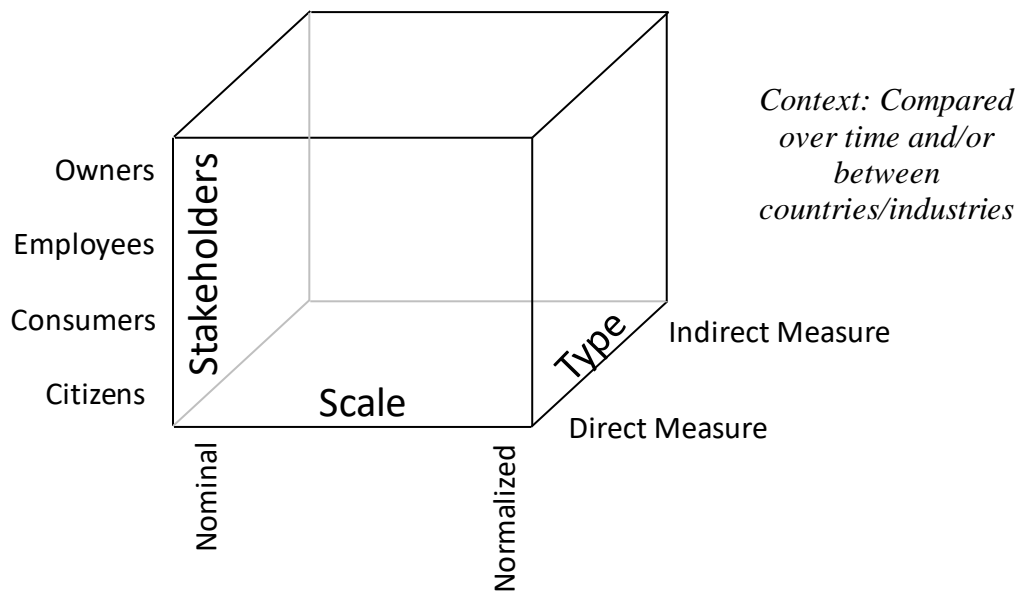 Context: Compared
over time and/or
between
countries/industries
Owners
Employees
Consumers
Citizens
Stakeholders
Scale
Type
Indirect Measure
Direct Measure
Nominal
Normalized